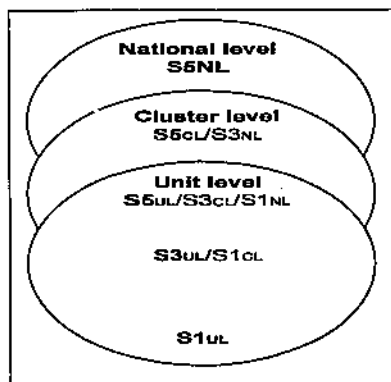 National level
S5NL
Cluster level
S5CL/S3NL
Unit level
S5UL/S3CL/S1NL
S3UL/S1CL
S1UL